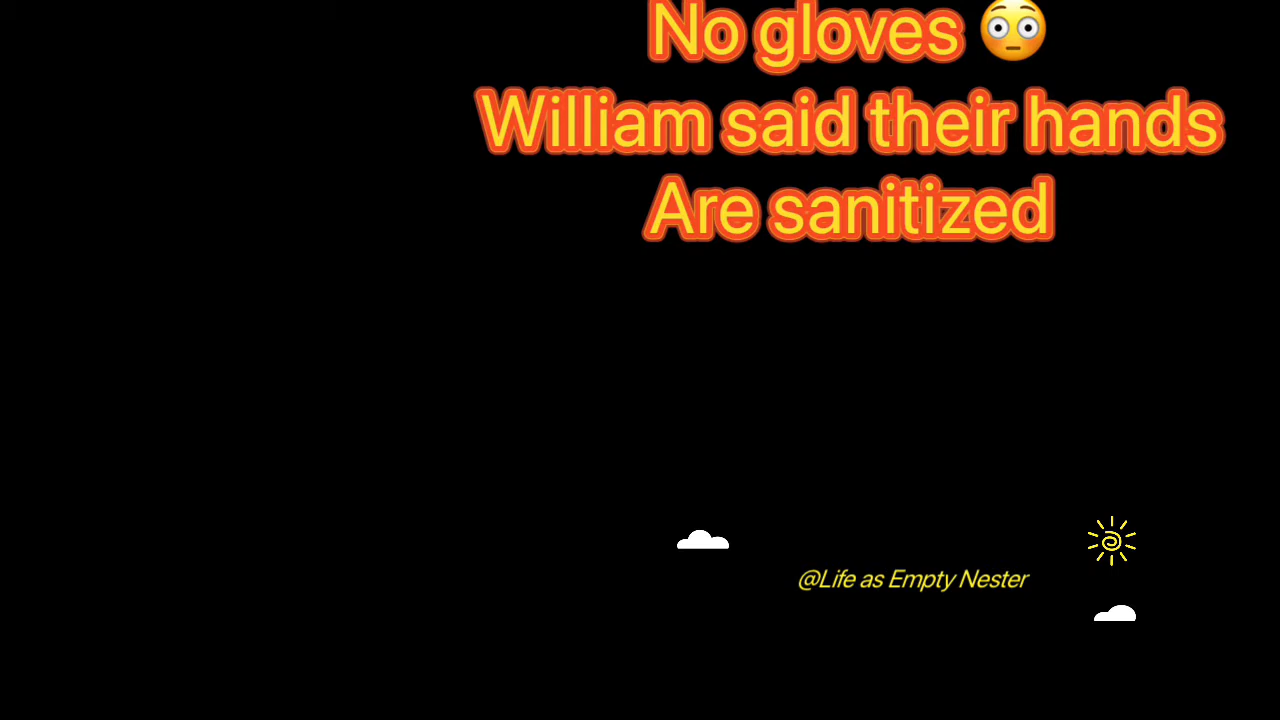 No gloves 😳
William said their hands
Are sanitized
@Life as Empty Nester